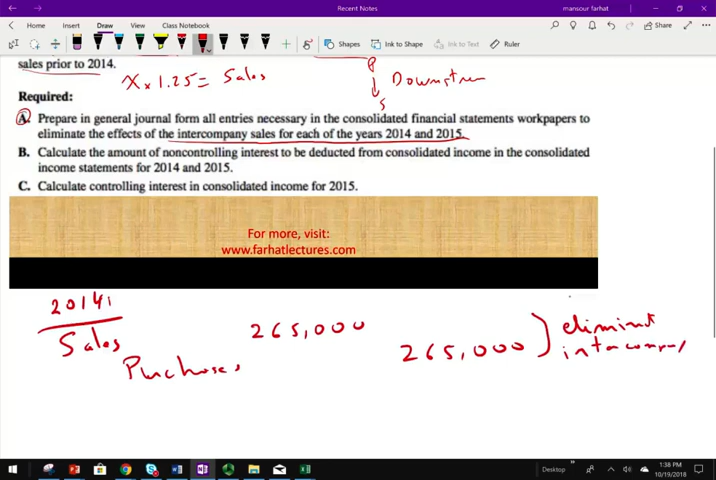 Recent Notes
mansour farhat
Home Insert Draw View Class Notebook
Share
Shapes Ink to Shape Ink to Text Ink to Math Ruler
sales prior to 2014.
X x 1.25 = Sales
P
Downstrem
S
Required:
A. Prepare in general journal form all entries necessary in the consolidated financial statements workpapers to
eliminate the effects of the intercompany sales for each of the years 2014 and 2015.
B. Calculate the amount of noncontrolling interest to be deducted from consolidated income in the consolidated
income statements for 2014 and 2015.
C. Calculate controlling interest in consolidated income for 2015.
For more, visit:
www.farhatlectures.com
2014:
Sales 265,000
Purchases 265,000
eliminate
intercompany
Desktop
1:38 PM
10/19/2018